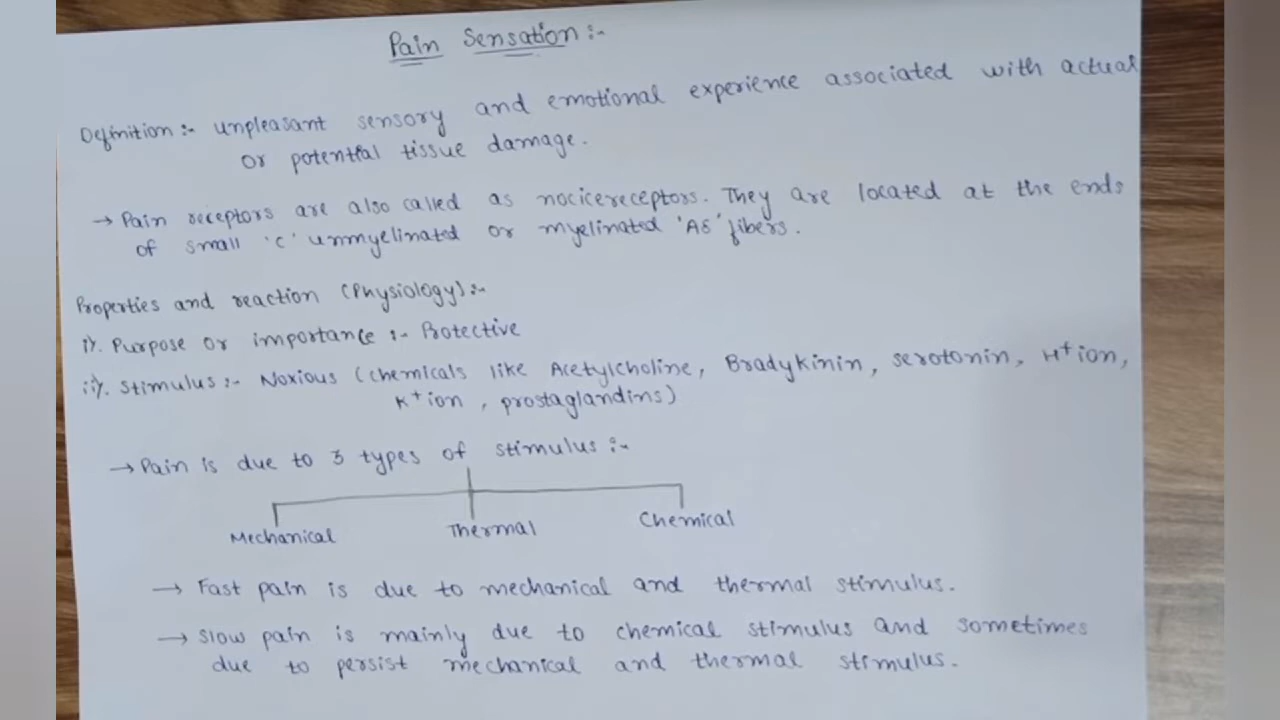 Pain Sensation :-
Definition :- unpleasant sensory and emotional experience associated with actual
or potential tissue damage.
→ Pain receptors are also called as nocicereceptors. They are located at the ends
of small 'C' unmyelinated or myelinated 'Aδ' fibers.
Properties and reaction (Physiology) :-
i). Purpose or importance :- Protective
ii). Stimulus :- Noxious (chemicals like Acetylcholine, Bradykinin, serotonin, H+ ion,
K+ ion, prostaglandins)
→ Pain is due to 3 types of stimulus :-
Mechanical Thermal Chemical
→ Fast pain is due to mechanical and thermal stimulus.
→ Slow pain is mainly due to chemical stimulus and sometimes
due to persist mechanical and thermal stimulus.